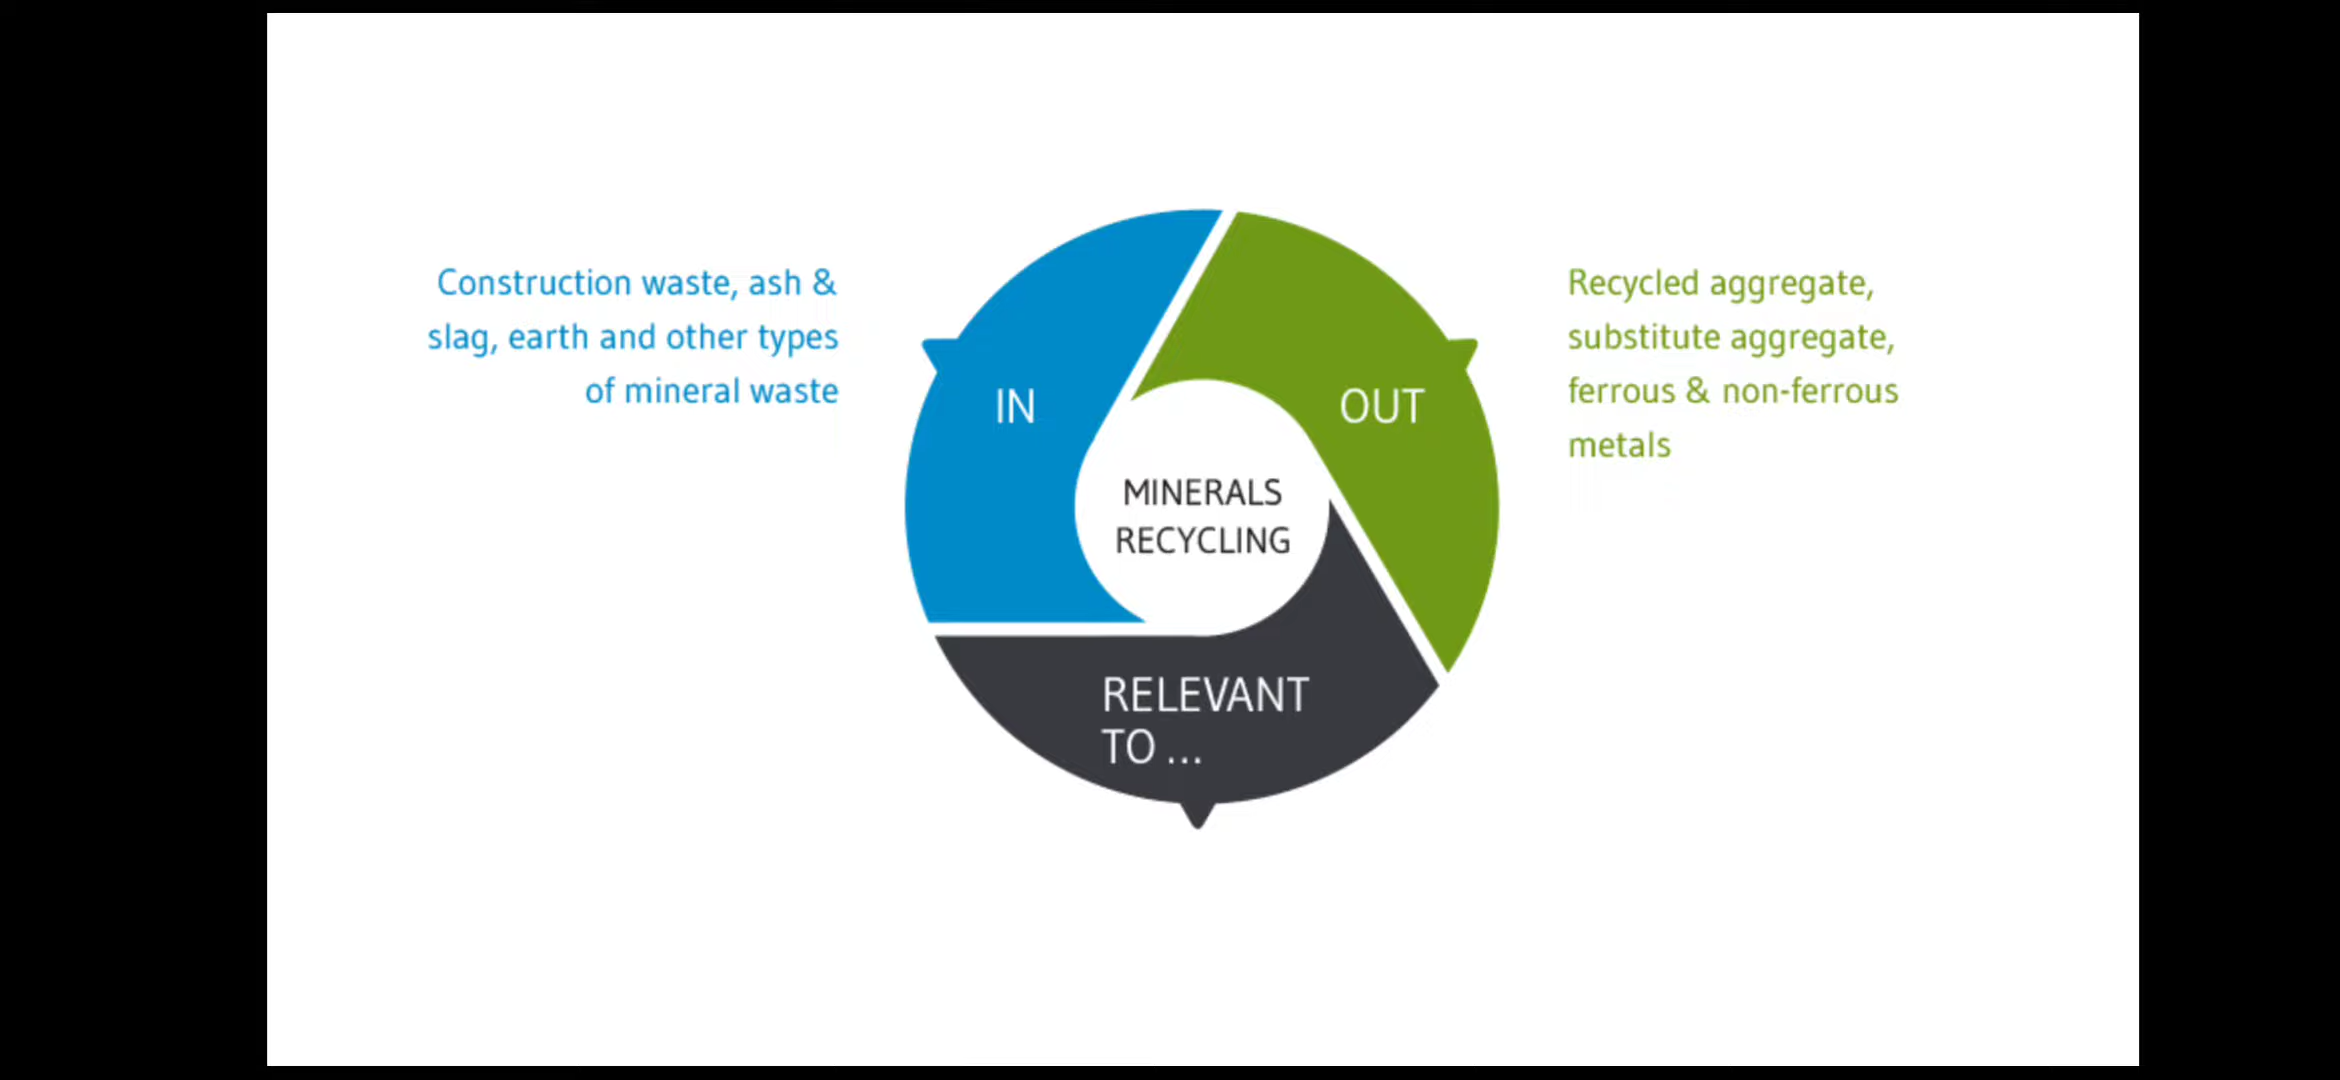 Construction waste, ash &
slag, earth and other types
of mineral waste
IN
OUT
Recycled aggregate,
substitute aggregate,
ferrous & non-ferrous
metals
MINERALS
RECYCLING
RELEVANT
TO ...